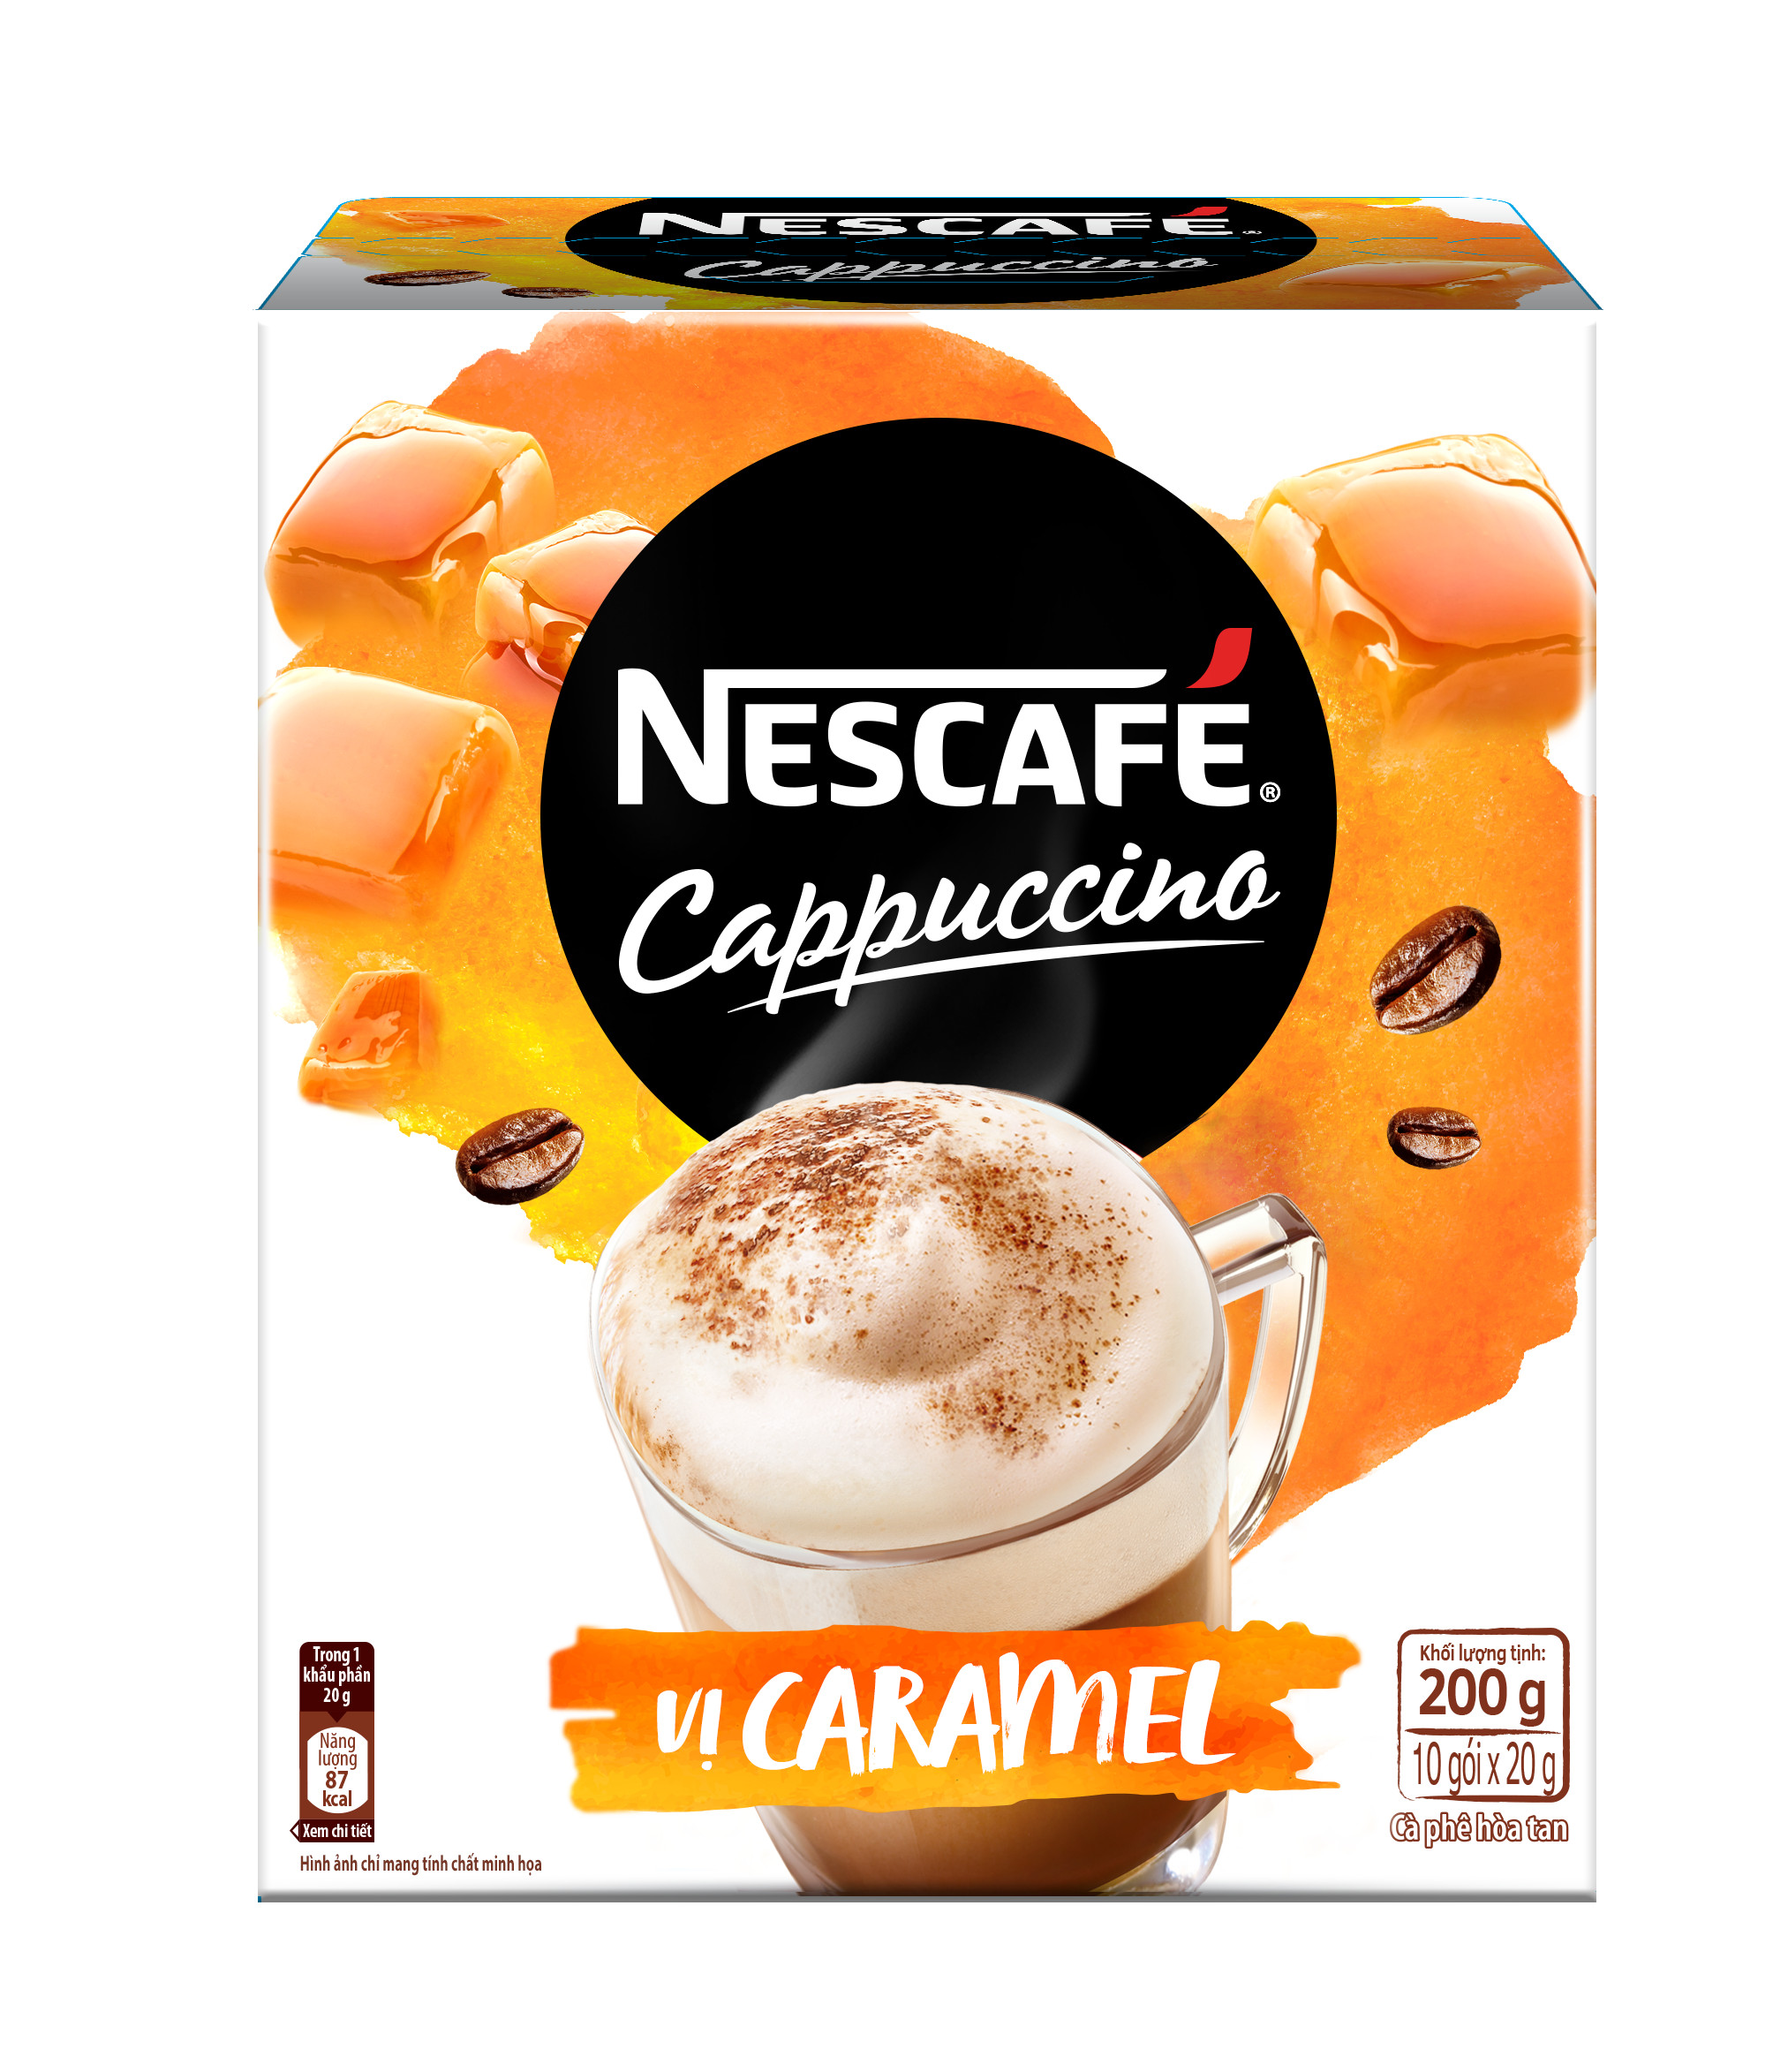 NESCAFÉ®
Cappuccino
NESCAFÉ®
Cappuccino
vị CARAMEL
Trong 1
khẩu phần
20 g
Năng
lượng
87
kcal
Xem chi tiết
Hình ảnh chỉ mang tính chất minh họa
Khối lượng tịnh:
200 g
10 gói x 20 g
Cà phê hòa tan